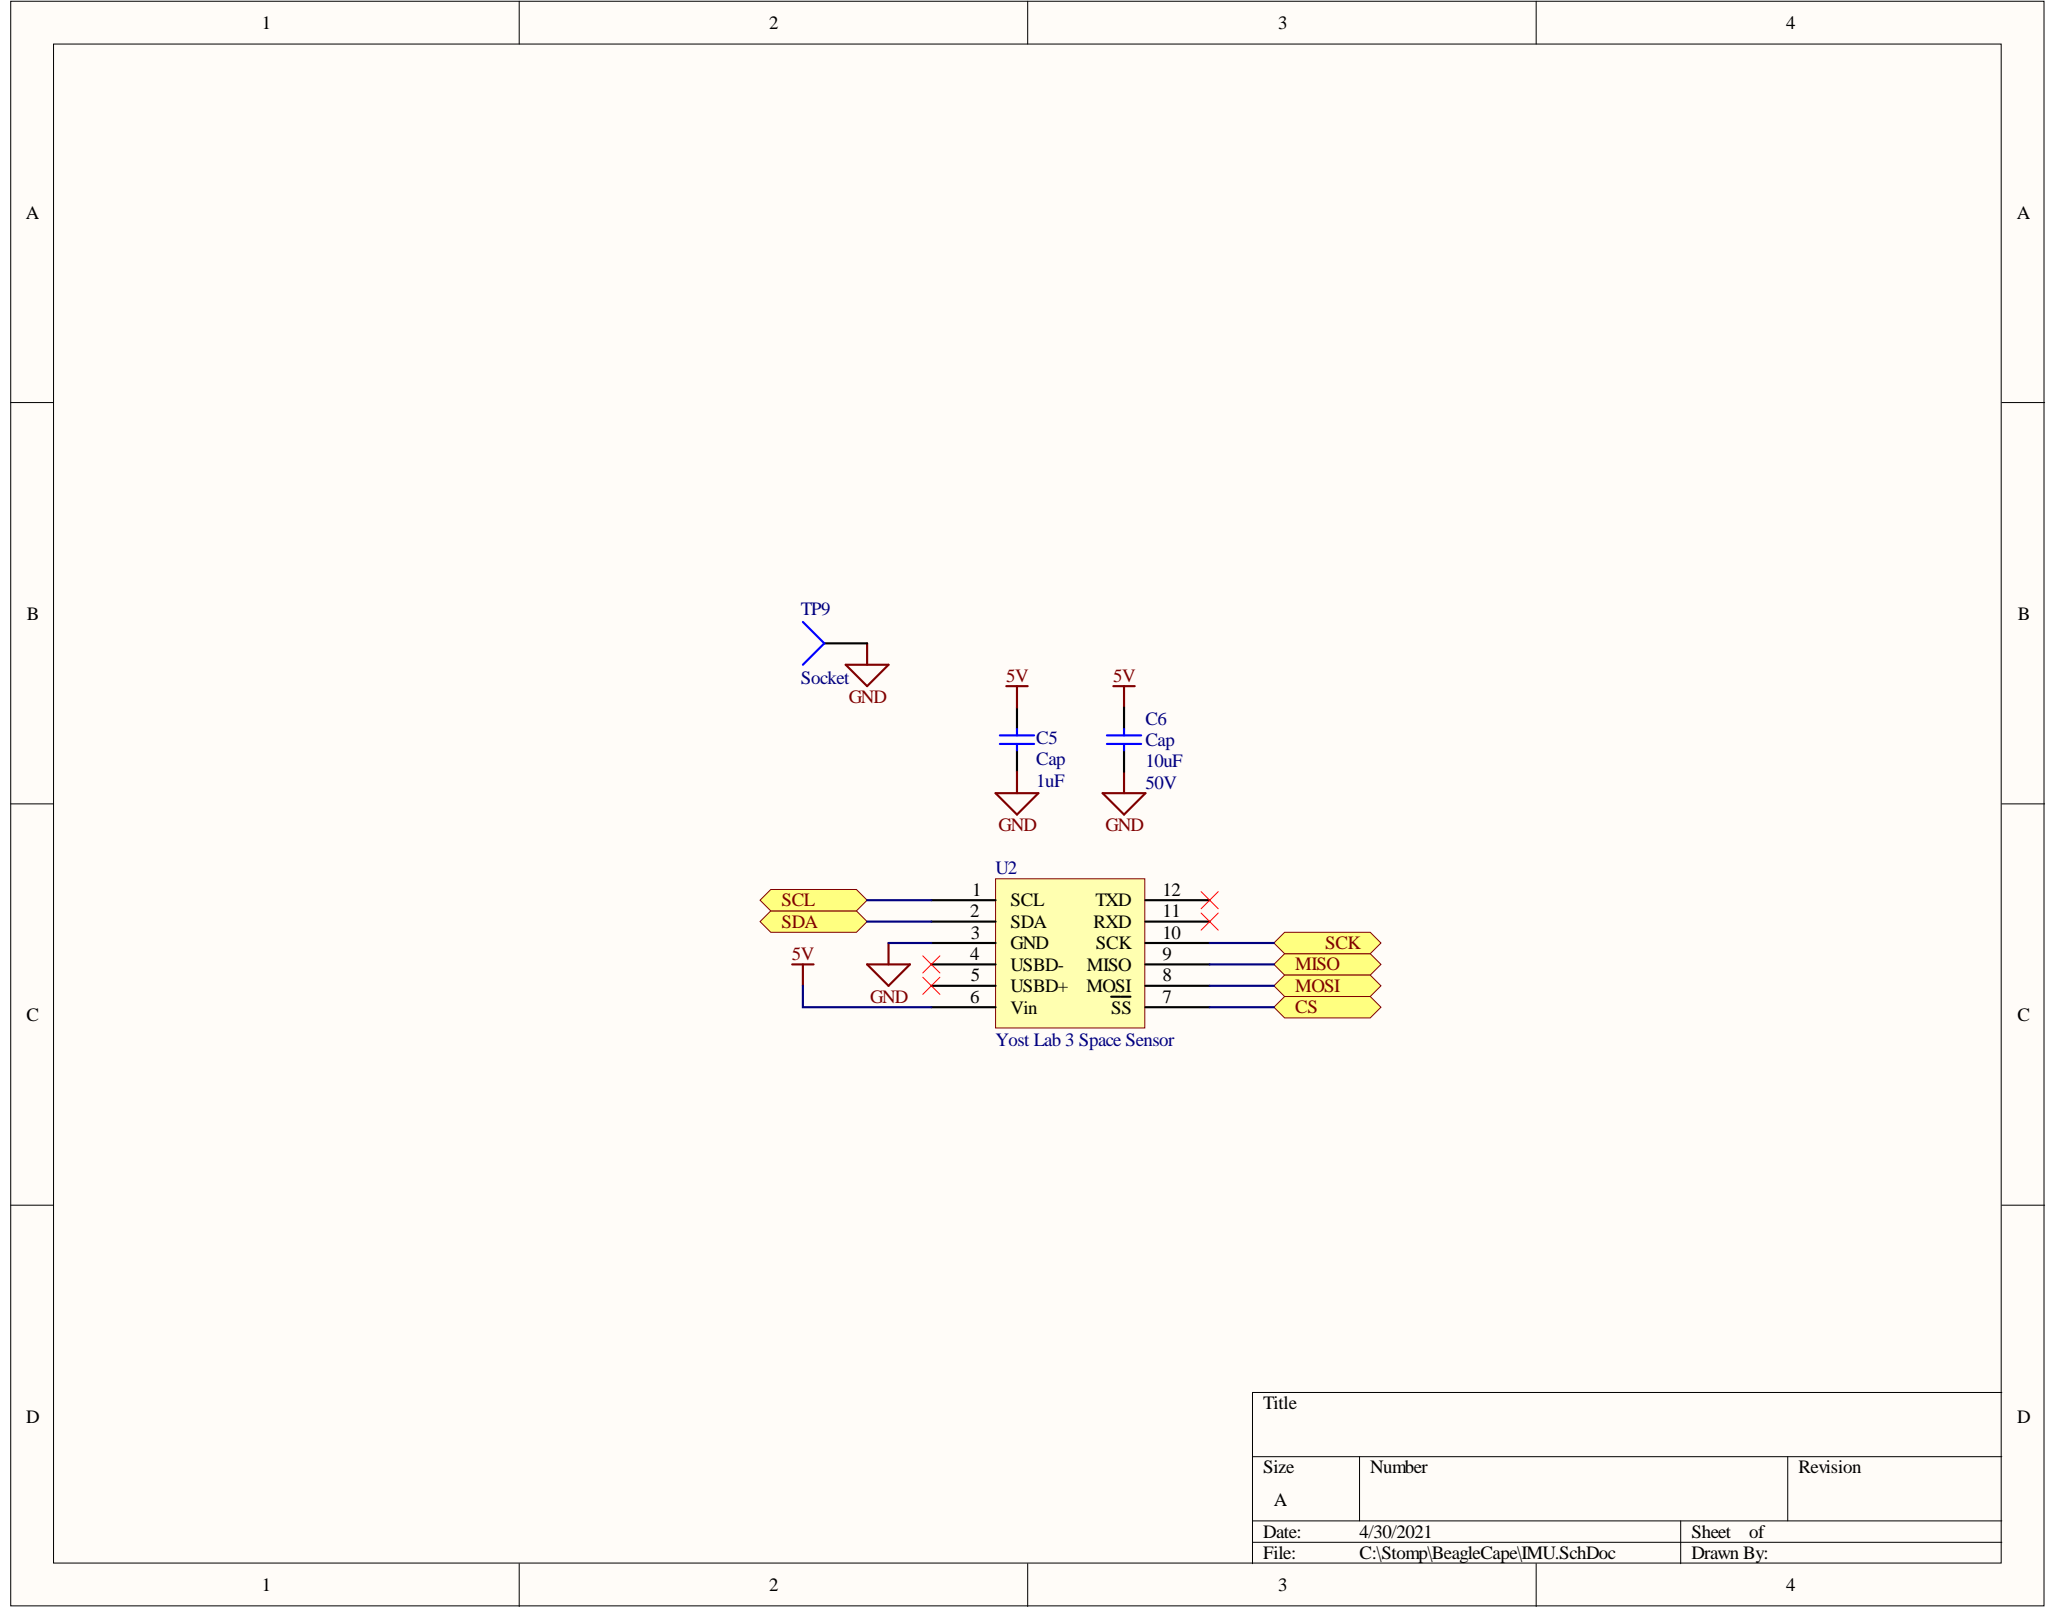 1 2 3 4
A A
B B
C C
D D
TP9
Socket
GND
5V
C5
Cap
1uF
GND
5V
C6
Cap
10uF
50V
GND
U2
SCL 1 SCL TXD 12
SDA 2 SDA RXD 11
3 GND SCK 10 SCK
5V
4 USBD- MISO 9 MISO
GND
5 USBD+ MOSI 8 MOSI
6 Vin SS 7 CS
Yost Lab 3 Space Sensor
Title
Size Number Revision
A
Date: 4/30/2021 Sheet of
File: C:\Stomp\BeagleCape\IMU.SchDoc Drawn By:
1 2 3 4